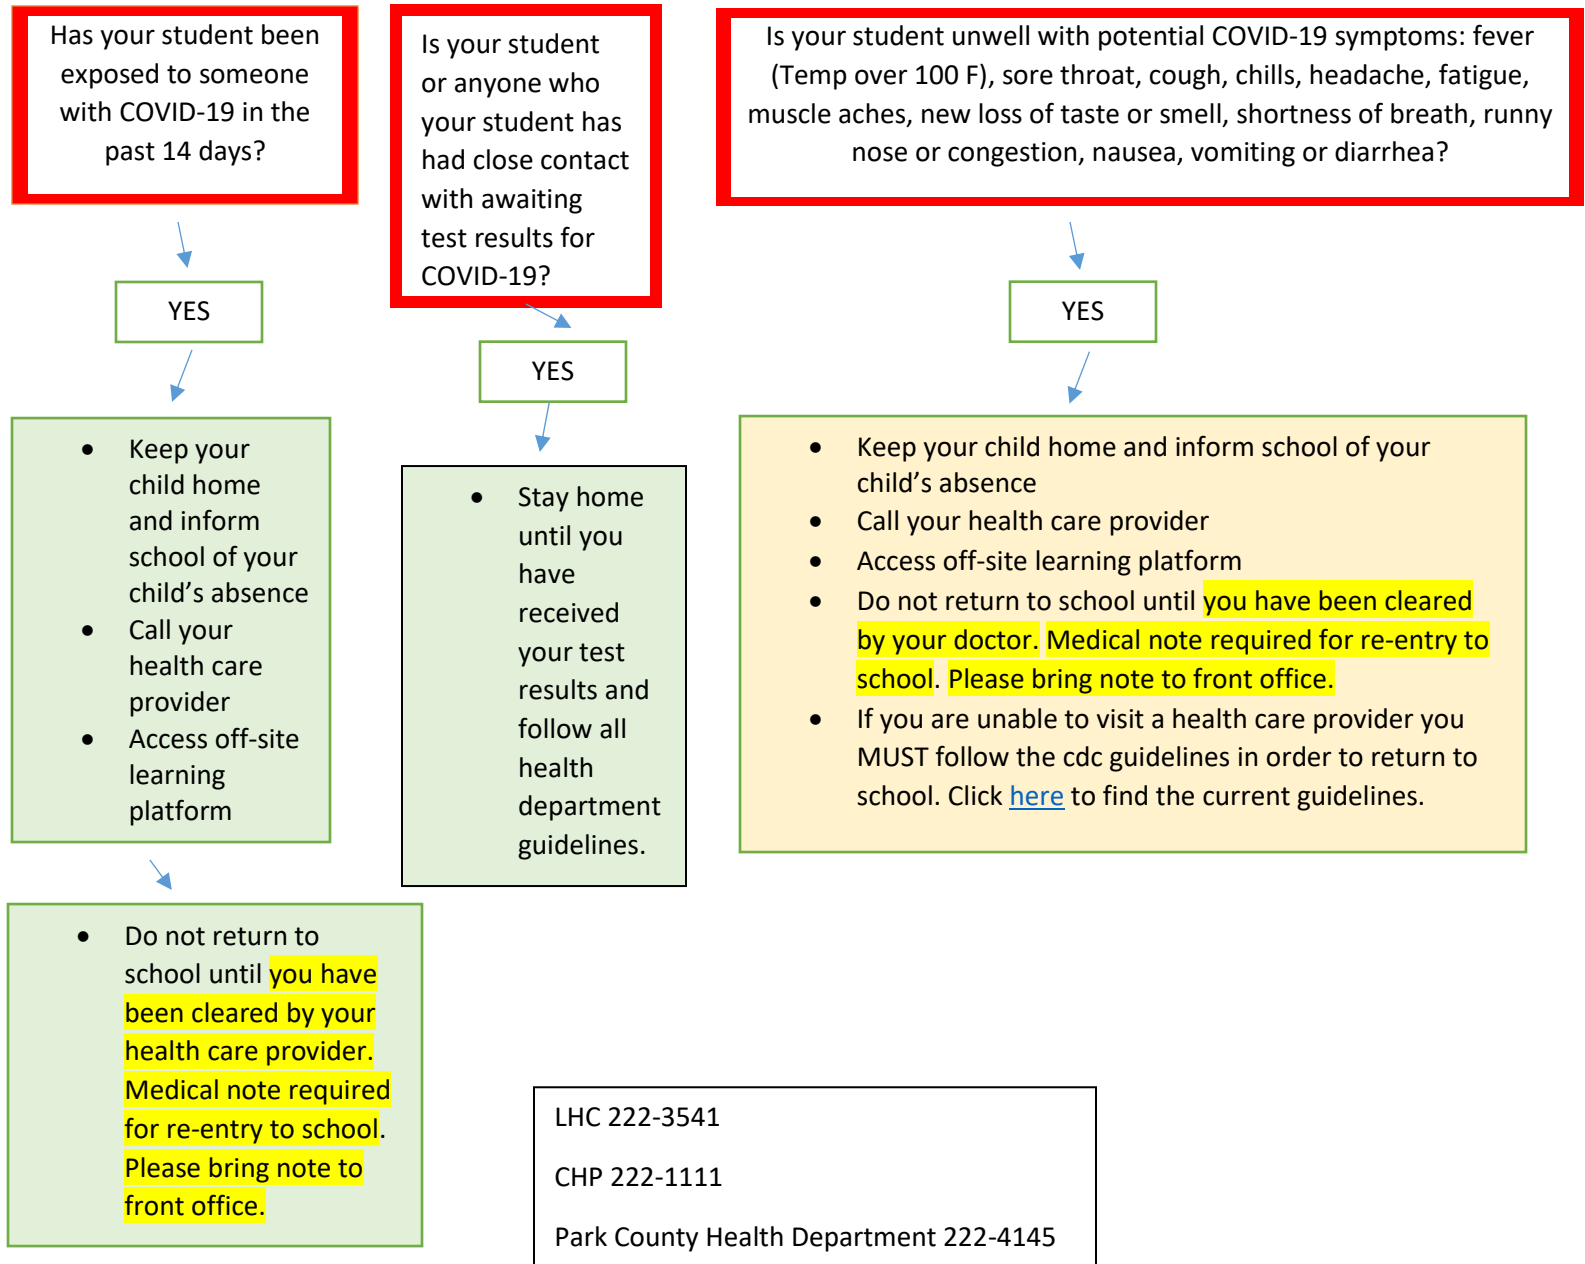 Has your student been
exposed to someone
with COVID-19 in the
past 14 days?
YES
• Keep your
child home
and inform
school of your
child’s absence
• Call your
health care
provider
• Access off-site
learning
platform
• Do not return to
school until you have
been cleared by your
health care provider.
Medical note required
for re-entry to school.
Please bring note to
front office.
Is your student
or anyone who
your student has
had close contact
with awaiting
test results for
COVID-19?
YES
• Stay home
until you
have
received
your test
results and
follow all
health
department
guidelines.
Is your student unwell with potential COVID-19 symptoms: fever
(Temp over 100 F), sore throat, cough, chills, headache, fatigue,
muscle aches, new loss of taste or smell, shortness of breath, runny
nose or congestion, nausea, vomiting or diarrhea?
YES
• Keep your child home and inform school of your
child’s absence
• Call your health care provider
• Access off-site learning platform
• Do not return to school until you have been cleared
by your doctor. Medical note required for re-entry to
school. Please bring note to front office.
• If you are unable to visit a health care provider you
MUST follow the cdc guidelines in order to return to
school. Click here to find the current guidelines.
LHC 222-3541
CHP 222-1111
Park County Health Department 222-4145